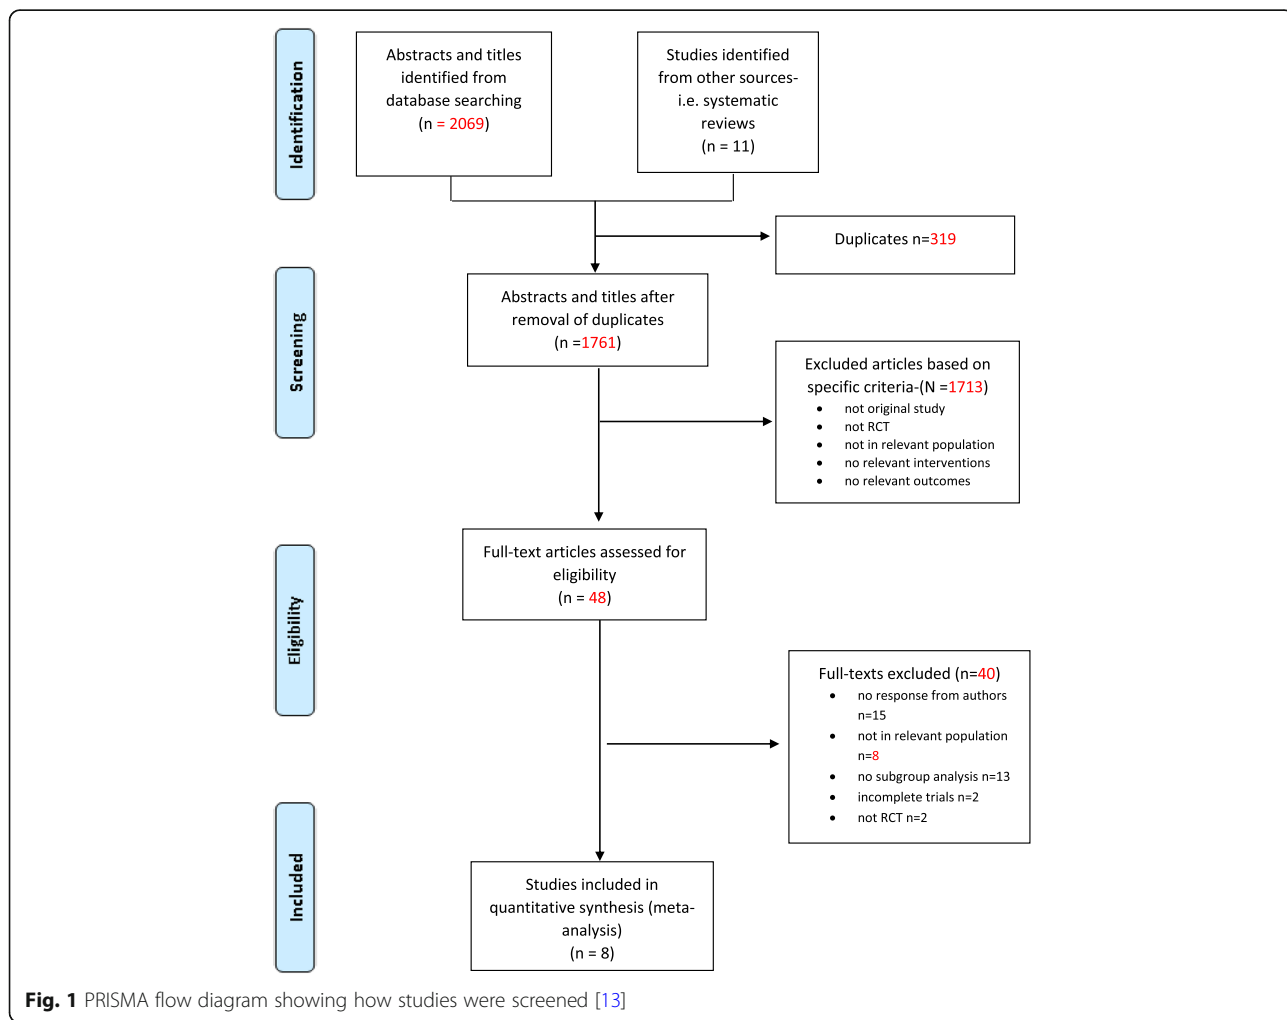 Identification
Abstracts and titles
identified from
database searching
(n = 2069)
Studies identified
from other sources-
i.e. systematic
reviews
(n = 11)
Duplicates n=319
Screening
Abstracts and titles after
removal of duplicates
(n =1761)
Excluded articles based on
specific criteria-(N =1713)
• not original study
• not RCT
• not in relevant population
• no relevant interventions
• no relevant outcomes
Eligibility
Full-text articles assessed for
eligibility
(n = 48)
Full-texts excluded (n=40)
• no response from authors
n=15
• not in relevant population
n=8
• no subgroup analysis n=13
• incomplete trials n=2
• not RCT n=2
Included
Studies included in
quantitative synthesis (meta-
analysis)
(n = 8)
Fig. 1 PRISMA flow diagram showing how studies were screened [13]